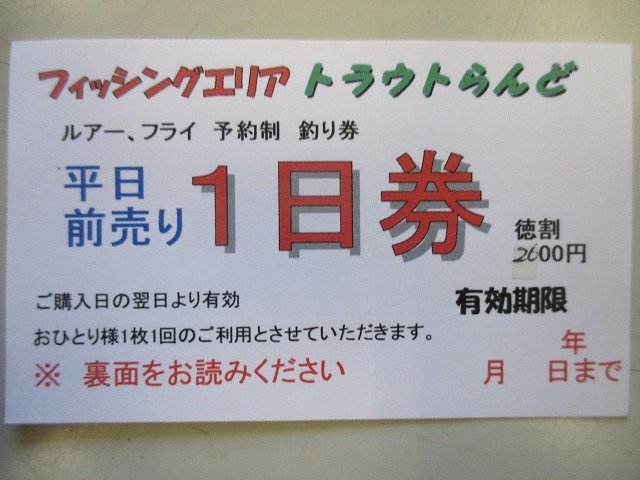 フィッシングエリア トラウトらんど
ルアー、フライ 予約制 釣り券
平日
前売り
1日券
徳割
2600円
ご購入日の翌日より有効
有効期限
おひとり様1枚1回のご利用とさせていただきます。
年
※ 裏面をお読みください
月 日まで